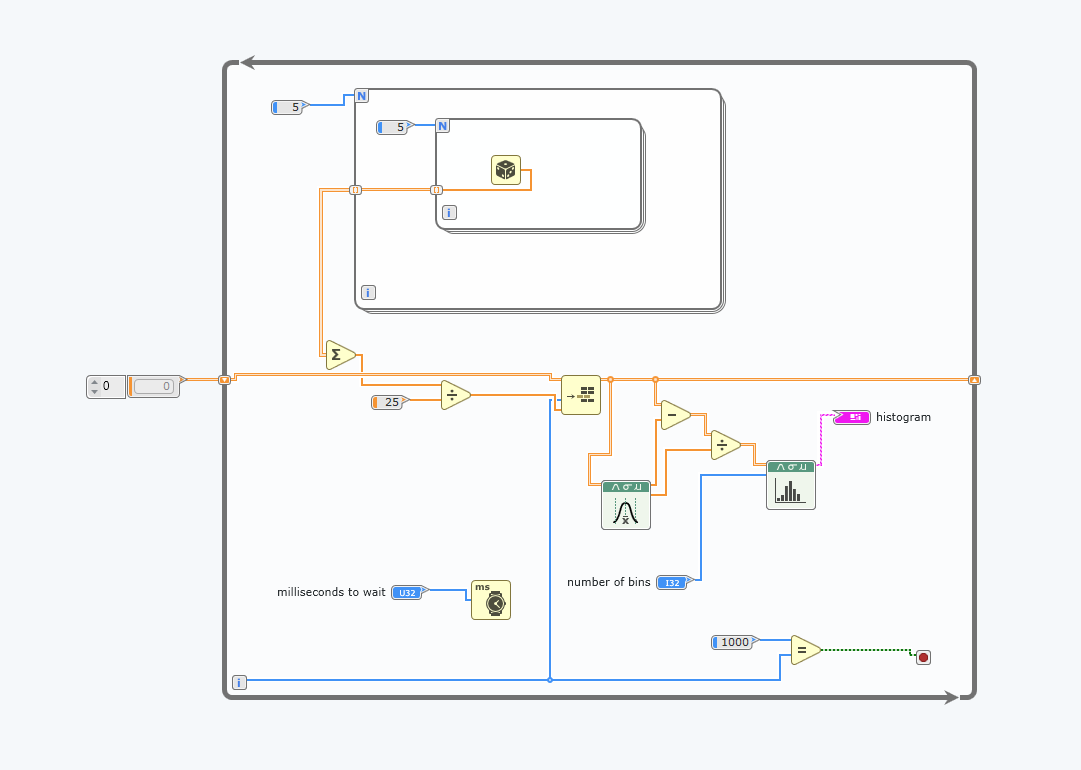 5
N
5
N
i
i
Σ
0
0
÷
25
−
÷
histogram
x̄
number of bins
I32
ms
milliseconds to wait
U32
1000
=
i